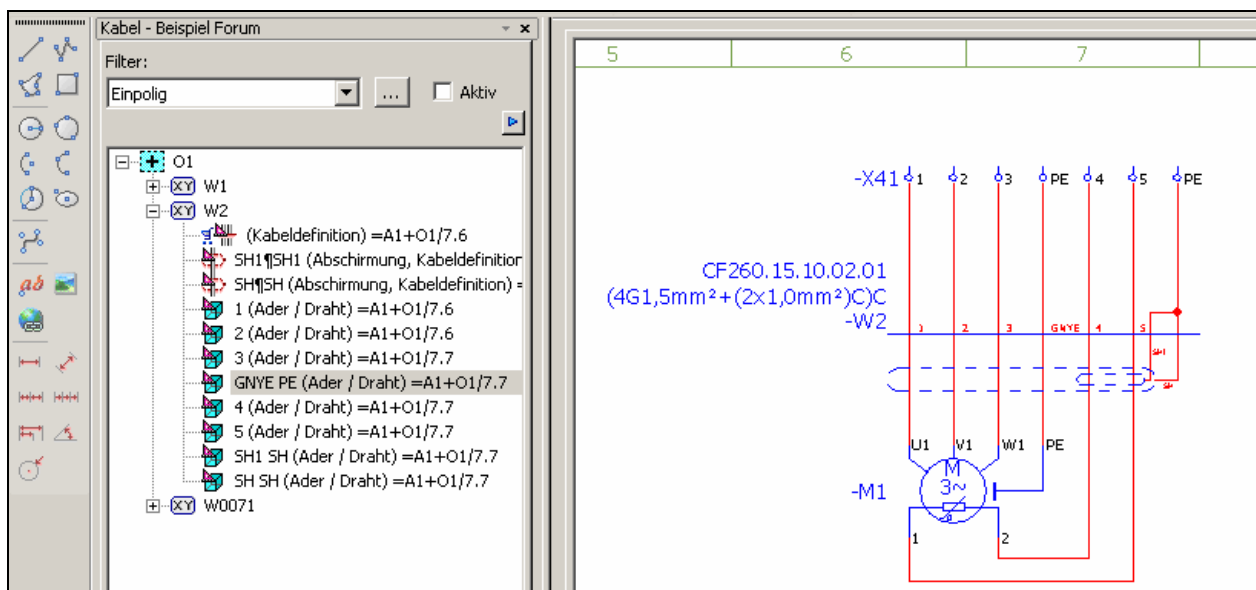 Kabel - Beispiel Forum
Filter:
Einpolig
...
Aktiv
O1
XY W1
XY W2
(Kabeldefinition) =A1+O1/7.6
SH1¶SH1 (Abschirmung, Kabeldefinition
SH¶SH (Abschirmung, Kabeldefinition) =
1 (Ader / Draht) =A1+O1/7.6
2 (Ader / Draht) =A1+O1/7.6
3 (Ader / Draht) =A1+O1/7.7
GNYE PE (Ader / Draht) =A1+O1/7.7
4 (Ader / Draht) =A1+O1/7.7
5 (Ader / Draht) =A1+O1/7.7
SH1 SH (Ader / Draht) =A1+O1/7.7
SH SH (Ader / Draht) =A1+O1/7.7
XY W0071
ab
5 6 7
-X41 1 2 3 PE 4 5 PE
CF260.15.10.02.01
(4G1,5mm²+(2x1,0mm²)C)C
-W2 1 2 3 GNYE 4 5
SH1
SH
U1 V1 W1 PE
-M1
M
3~
1 2